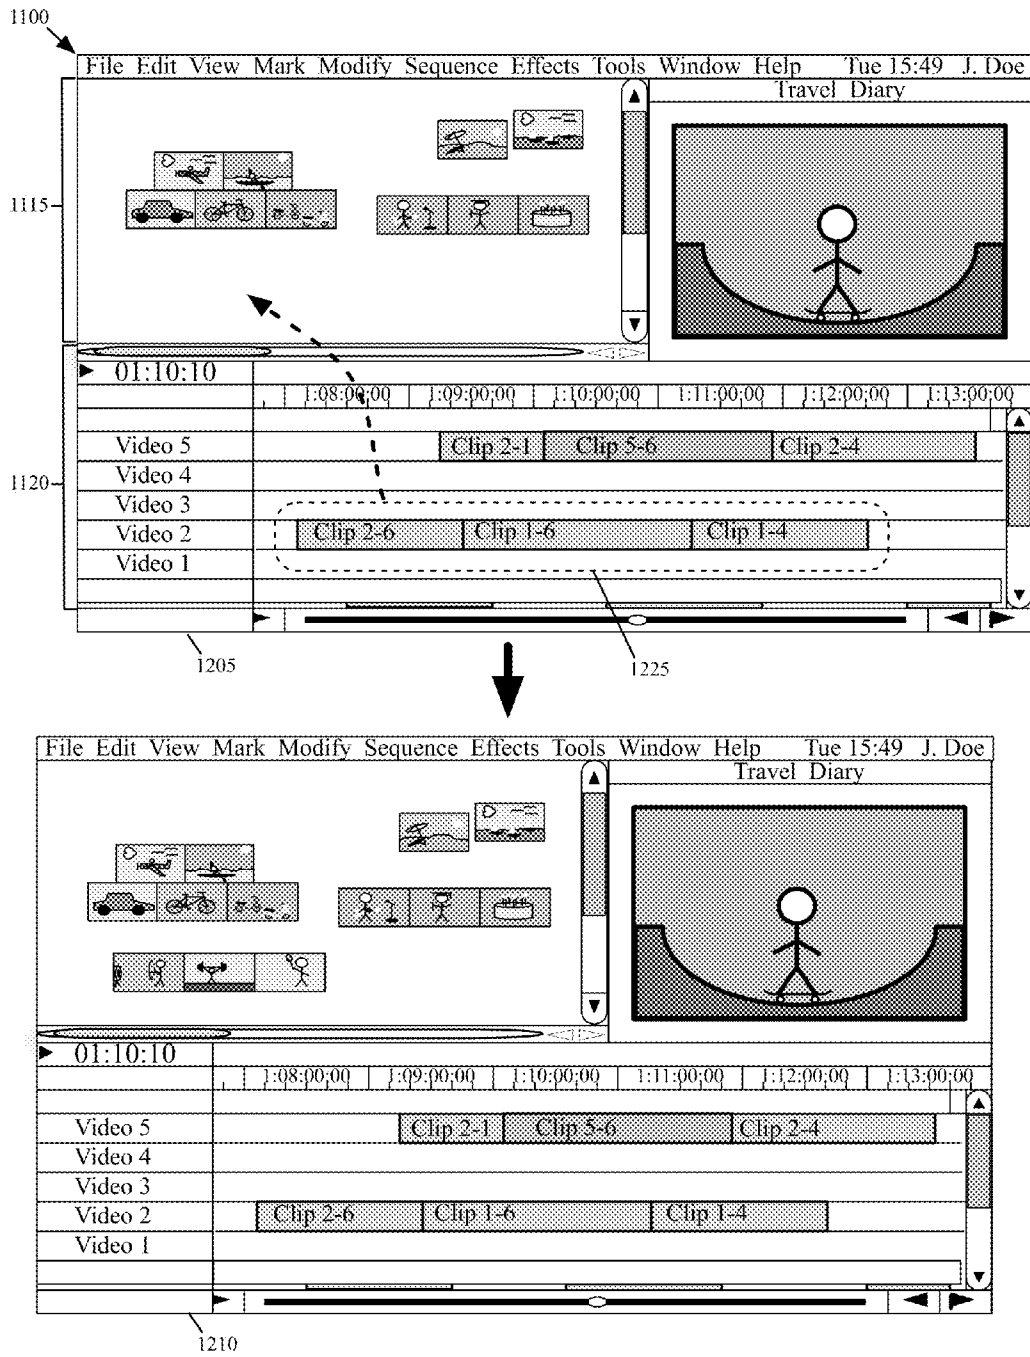 1100
File Edit View Mark Modify Sequence Effects Tools Window Help Tue 15:49 J. Doe
Travel Diary
1115
01:10:10
1:08:00:00 1:09:00:00 1:10:00:00 1:11:00:00 1:12:00:00 1:13:00:00
Video 5 Clip 2-1 Clip 5-6 Clip 2-4
Video 4
1120
Video 3
Video 2 Clip 2-6 Clip 1-6 Clip 1-4
Video 1
1205
1225
File Edit View Mark Modify Sequence Effects Tools Window Help Tue 15:49 J. Doe
Travel Diary
01:10:10
1:08:00:00 1:09:00:00 1:10:00:00 1:11:00:00 1:12:00:00 1:13:00:00
Video 5 Clip 2-1 Clip 5-6 Clip 2-4
Video 4
Video 3
Video 2 Clip 2-6 Clip 1-6 Clip 1-4
Video 1
1210